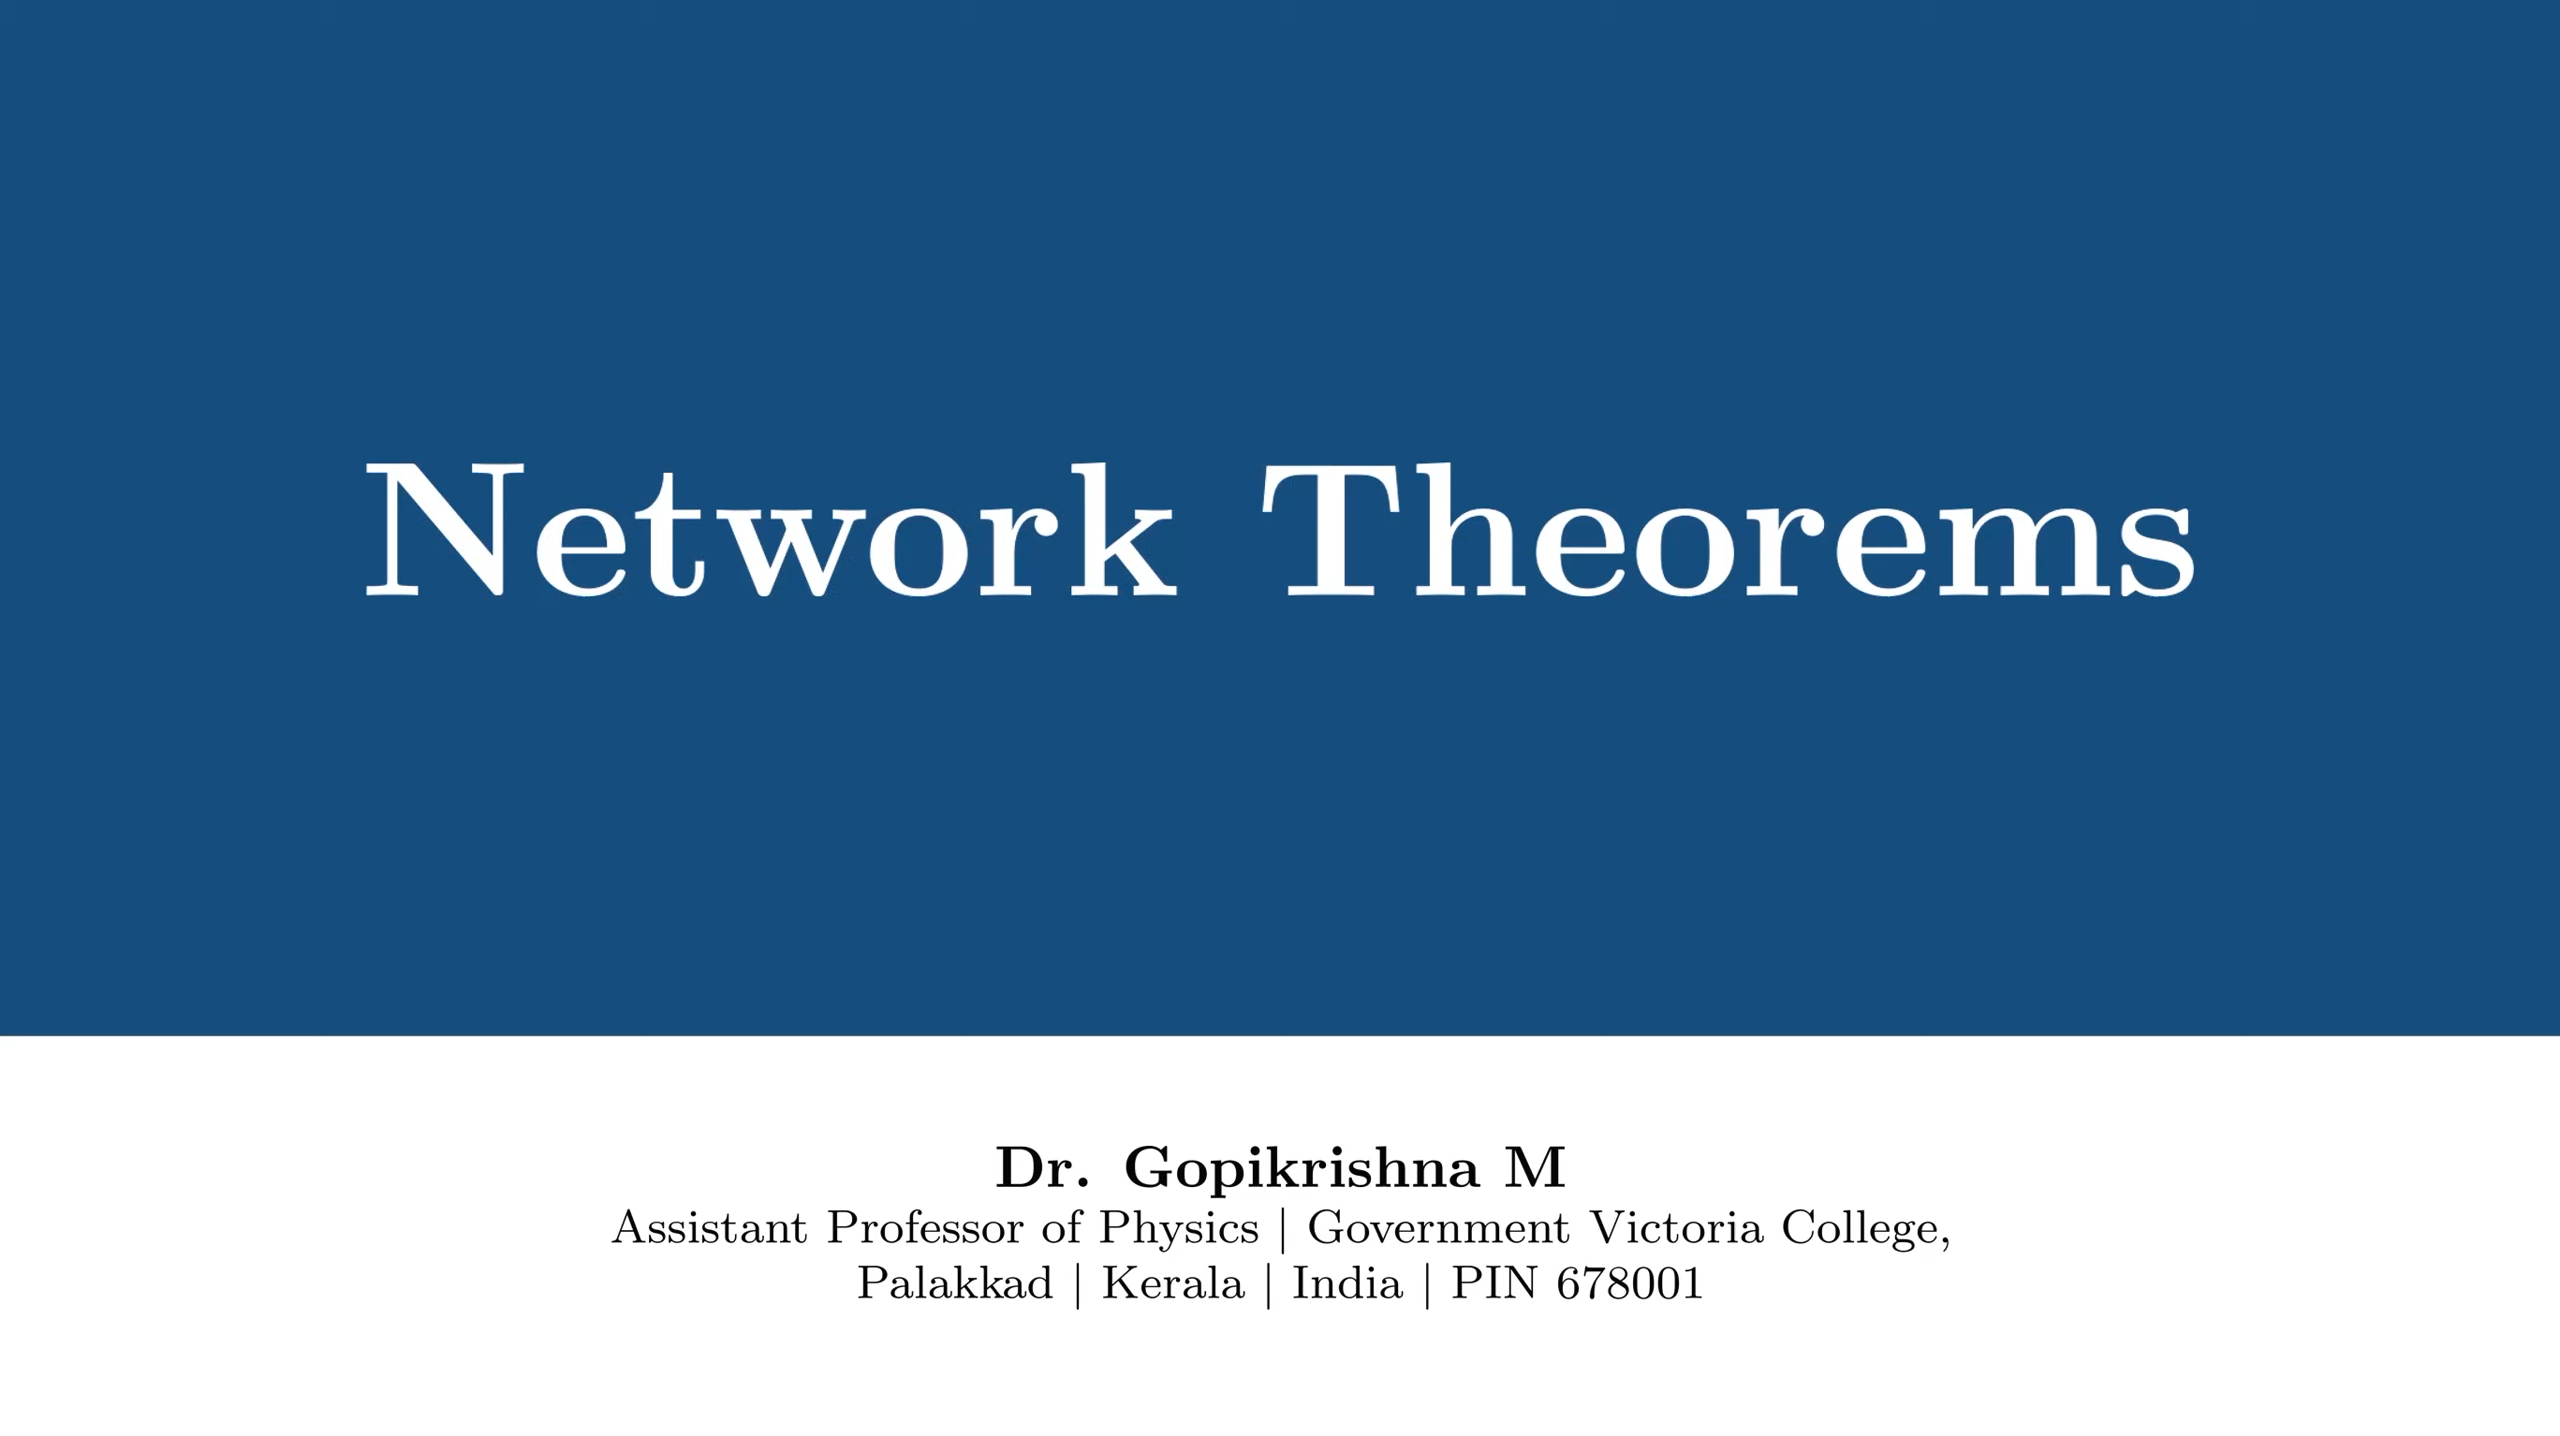 Network Theorems
Dr. Gopikrishna M
Assistant Professor of Physics | Government Victoria College,
Palakkad | Kerala | India | PIN 678001